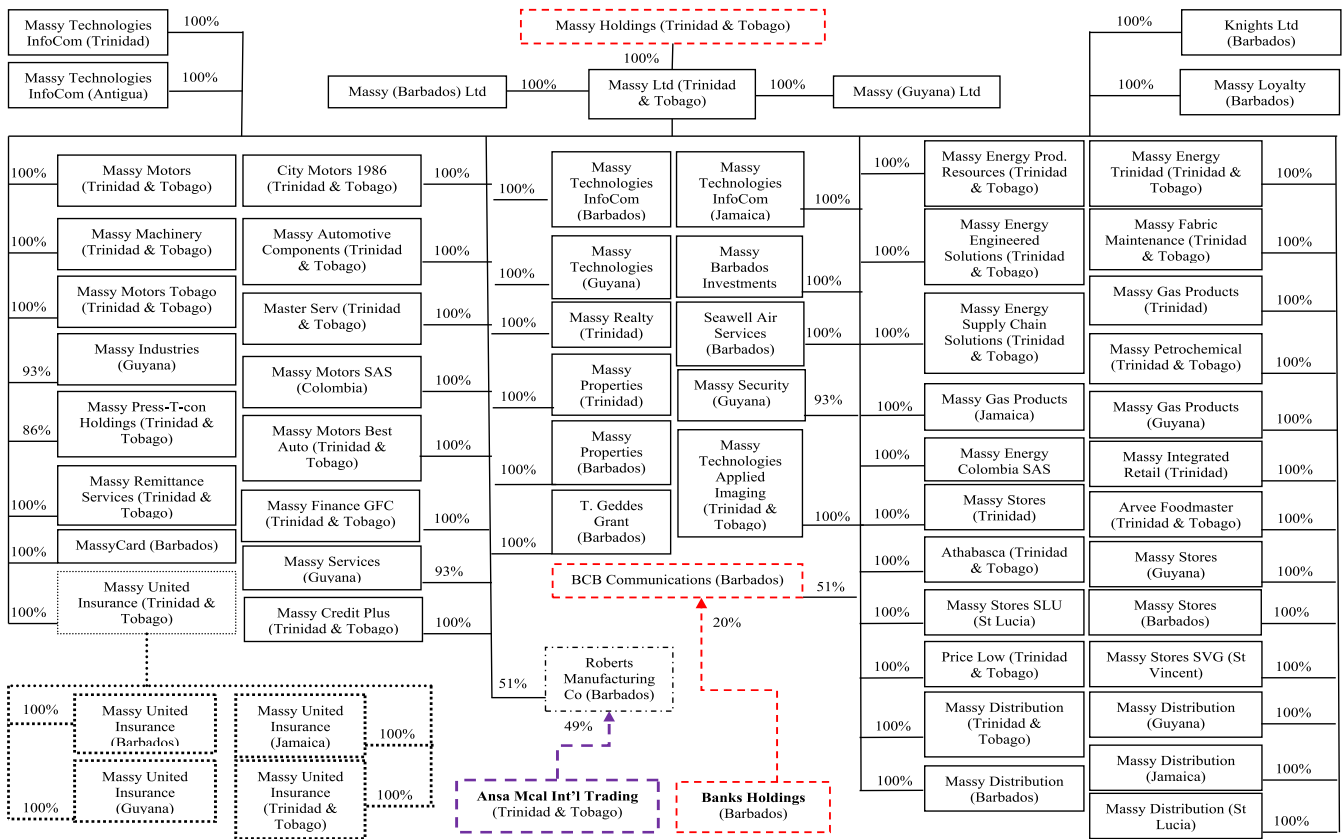 Massy Technologies
InfoCom (Trinidad)
100%
Massy Technologies
InfoCom (Antigua)
100%
Massy Holdings (Trinidad & Tobago)
100%
Massy (Barbados) Ltd
100%
Massy Ltd (Trinidad
& Tobago)
100%
Massy (Guyana) Ltd
100%
Knights Ltd
(Barbados)
100%
Massy Loyalty
(Barbados)
100%
Massy Motors
(Trinidad & Tobago)
100%
Massy Machinery
(Trinidad & Tobago)
100%
Massy Motors Tobago
(Trinidad & Tobago)
93%
Massy Industries
(Guyana)
86%
Massy Press-T-con
Holdings (Trinidad &
Tobago)
100%
Massy Remittance
Services (Trinidad &
Tobago)
100%
MassyCard (Barbados)
100%
Massy United
Insurance (Trinidad &
Tobago)
City Motors 1986
(Trinidad & Tobago)
100%
Massy Automotive
Components (Trinidad
& Tobago)
100%
Master Serv (Trinidad
& Tobago)
100%
Massy Motors SAS
(Colombia)
100%
Massy Motors Best
Auto (Trinidad &
Tobago)
100%
Massy Finance GFC
(Trinidad & Tobago)
100%
Massy Services
(Guyana)
93%
Massy Credit Plus
(Trinidad & Tobago)
100%
100%
Massy
Technologies
InfoCom
(Barbados)
100%
Massy
Technologies
(Guyana)
100%
Massy Realty
(Trinidad)
100%
Massy
Properties
(Trinidad)
100%
Massy
Properties
(Barbados)
100%
T. Geddes
Grant
(Barbados)
Massy
Technologies
InfoCom
(Jamaica)
100%
Massy
Barbados
Investments
100%
Seawell Air
Services
(Barbados)
100%
Massy Security
(Guyana)
93%
Massy
Technologies
Applied
Imaging
(Trinidad &
Tobago)
100%
BCB Communications (Barbados)
51%
20%
51%
Roberts
Manufacturing
Co (Barbados)
49%
Ansa Mcal Int’l Trading
(Trinidad & Tobago)
Banks Holdings
(Barbados)
100%
Massy Energy Prod.
Resources (Trinidad &
Tobago)
100%
Massy Energy
Engineered
Solutions (Trinidad
& Tobago)
100%
Massy Energy
Supply Chain
Solutions (Trinidad
& Tobago)
100%
Massy Gas Products
(Jamaica)
100%
Massy Energy
Colombia SAS
100%
Massy Stores
(Trinidad)
100%
Athabasca (Trinidad
& Tobago)
100%
Massy Stores SLU
(St Lucia)
100%
Price Low (Trinidad
& Tobago)
100%
Massy Distribution
(Trinidad &
Tobago)
100%
Massy Distribution
(Barbados)
Massy Energy
Trinidad (Trinidad &
Tobago)
100%
Massy Fabric
Maintenance (Trinidad
& Tobago)
100%
Massy Gas Products
(Trinidad)
100%
Massy Petrochemical
(Trinidad & Tobago)
100%
Massy Gas Products
(Guyana)
100%
Massy Integrated
Retail (Trinidad)
100%
Arvee Foodmaster
(Trinidad & Tobago)
100%
Massy Stores
(Guyana)
100%
Massy Stores
(Barbados)
100%
Massy Stores SVG (St
Vincent)
100%
Massy Distribution
(Guyana)
100%
Massy Distribution
(Jamaica)
100%
Massy Distribution (St
Lucia)
100%
100%
Massy United
Insurance
(Barbados)
Massy United
Insurance
(Jamaica)
100%
100%
Massy United
Insurance
(Guyana)
Massy United
Insurance
(Trinidad &
Tobago)
100%